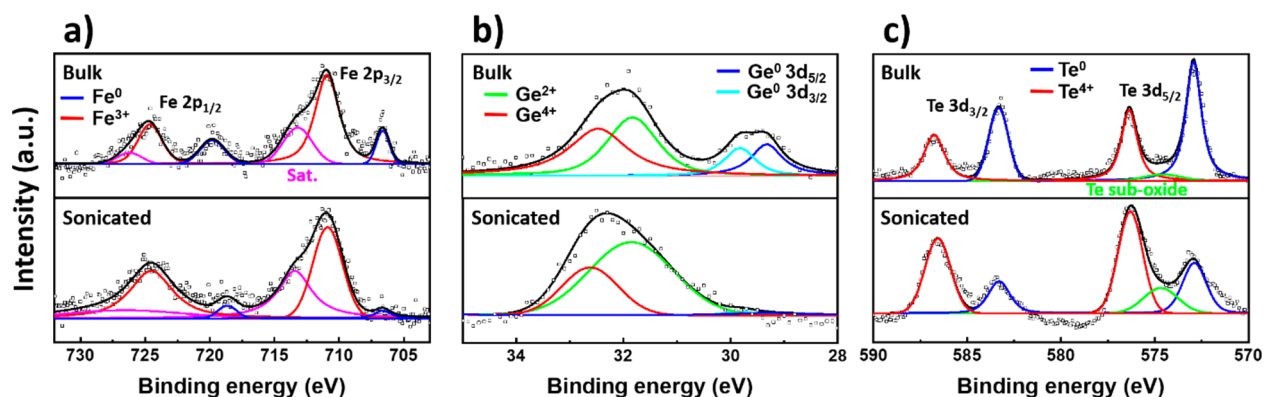 a)
Bulk
Fe⁰
Fe³⁺
Fe 2p₁/₂
Fe 2p₃/₂
Sat.
Sonicated
730 725 720 715 710 705
Binding energy (eV)
Intensity (a.u.)
b)
Bulk
Ge²⁺
Ge⁴⁺
Ge⁰ 3d₅/₂
Ge⁰ 3d₃/₂
Sonicated
34 32 30 28
Binding energy (eV)
c)
Bulk
Te⁰
Te⁴⁺
Te 3d₃/₂
Te 3d₅/₂
Te sub-oxide
Sonicated
590 585 580 575 570
Binding energy (eV)